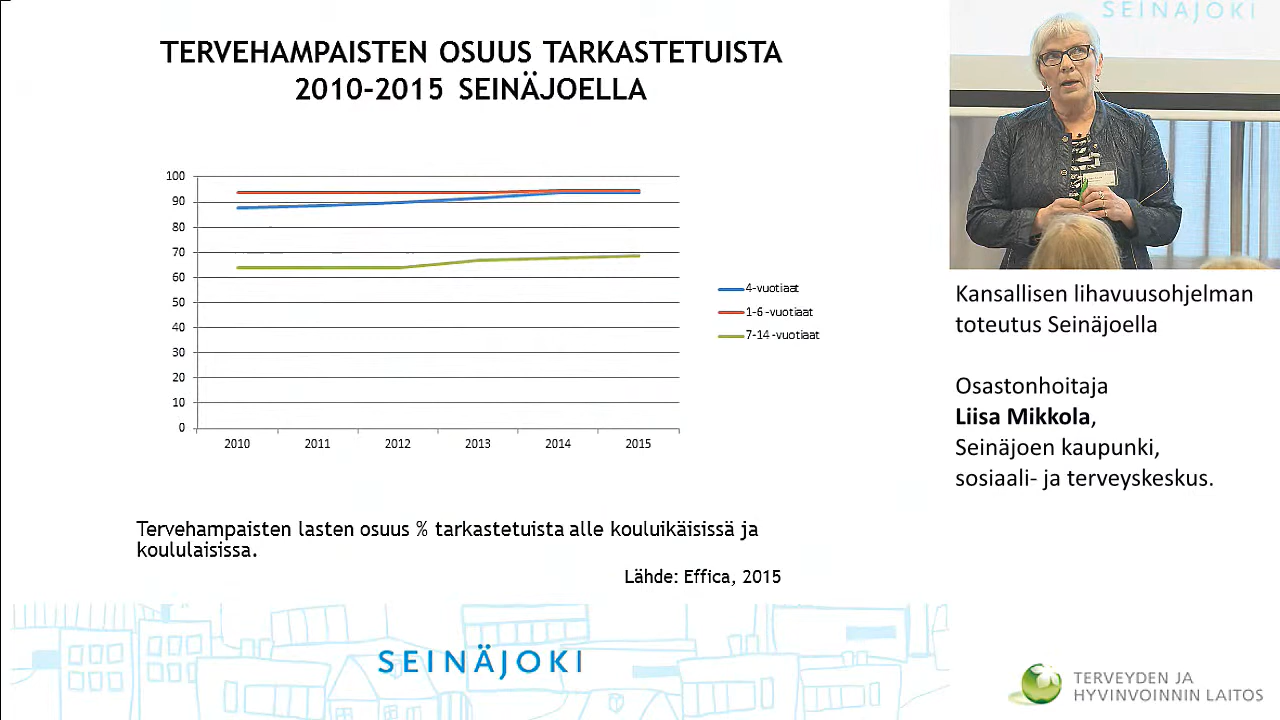 TERVEHAMPAISTEN OSUUS TARKASTETUISTA
2010-2015 SEINÄJOELLA
100
90
80
70
60
50
40
30
20
10
0
2010 2011 2012 2013 2014 2015
4-vuotiaat
1-6 -vuotiaat
7-14 -vuotiaat
Tervehampaisten lasten osuus % tarkastetuista alle kouluikäisissä ja
koululaisissa.
Lähde: Effica, 2015
SEINÄJOKI
SEINÄJOKI
Kansallisen lihavuusohjelman
toteutus Seinäjoella
Osastonhoitaja
Liisa Mikkola,
Seinäjoen kaupunki,
sosiaali- ja terveyskeskus.
TERVEYDEN JA
HYVINVOINNIN LAITOS